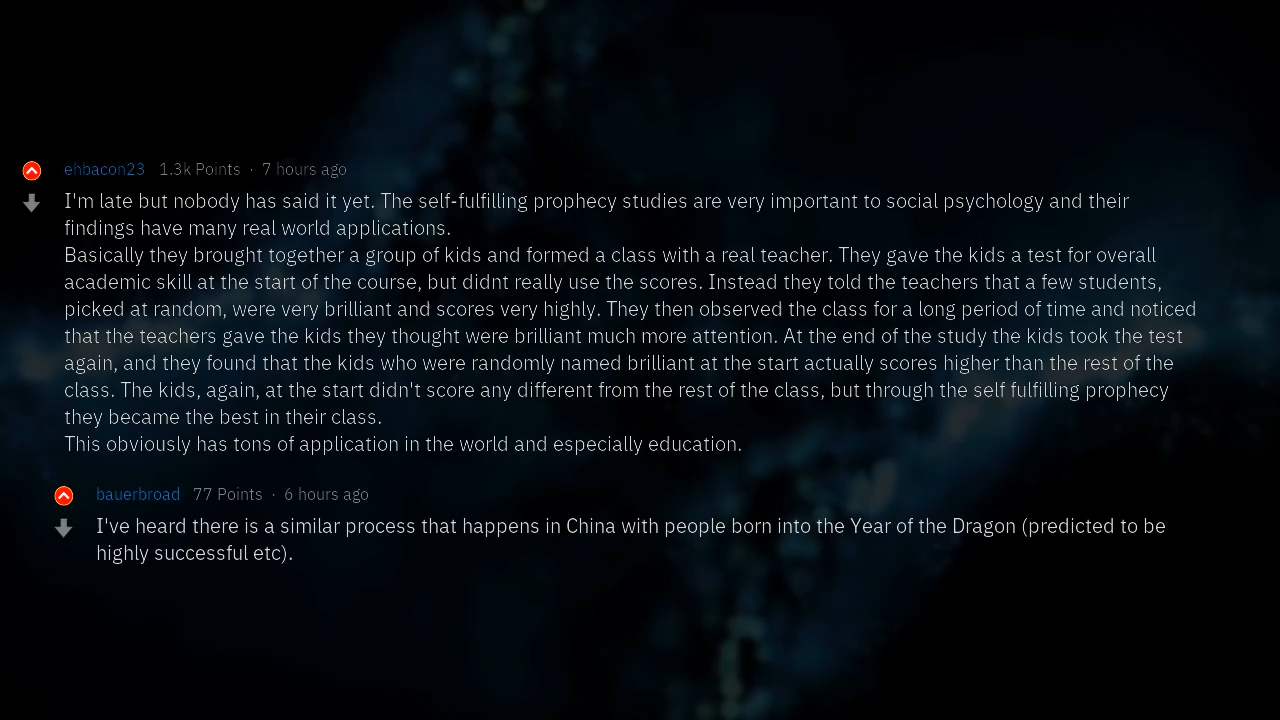 ehbacon23 1.3k Points · 7 hours ago
I'm late but nobody has said it yet. The self-fulfilling prophecy studies are very important to social psychology and their
findings have many real world applications.
Basically they brought together a group of kids and formed a class with a real teacher. They gave the kids a test for overall
academic skill at the start of the course, but didnt really use the scores. Instead they told the teachers that a few students,
picked at random, were very brilliant and scores very highly. They then observed the class for a long period of time and noticed
that the teachers gave the kids they thought were brilliant much more attention. At the end of the study the kids took the test
again, and they found that the kids who were randomly named brilliant at the start actually scores higher than the rest of the
class. The kids, again, at the start didn't score any different from the rest of the class, but through the self fulfilling prophecy
they became the best in their class.
This obviously has tons of application in the world and especially education.
bauerbroad 77 Points · 6 hours ago
I've heard there is a similar process that happens in China with people born into the Year of the Dragon (predicted to be
highly successful etc).